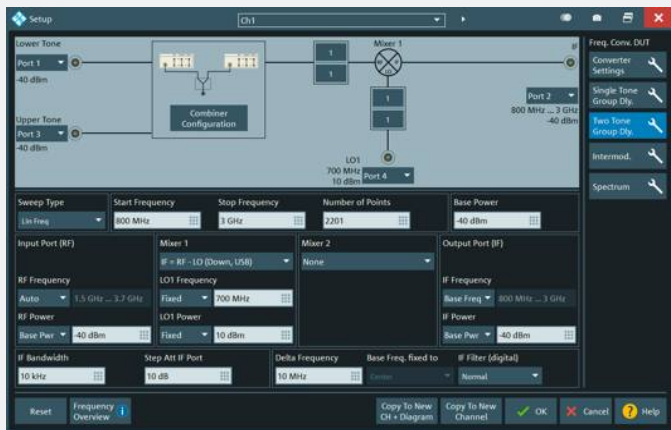 Setup
Ch1
Lower Tone
Port 1
-40 dBm
Combiner
Configuration
Upper Tone
Port 3
-40 dBm
1
1
Mixer 1
RF
IF
LO
1
1
LO1
700 MHz
10 dBm
Port 4
IF
Port 2
800 MHz ... 3 GHz
-40 dBm
Freq. Conv. DUT
Converter
Settings
Single Tone
Group Dly.
Two Tone
Group Dly.
Intermod.
Spectrum
Sweep Type Start Frequency Stop Frequency Number of Points Base Power
Lin Freq 800 MHz 3 GHz 2201 -40 dBm
Input Port (RF) Mixer 1 Mixer 2 Output Port (IF)
IF = RF - LO (Down, USB) None
RF Frequency LO1 Frequency IF Frequency
Auto 1.5 GHz ... 3.7 GHz Fixed 700 MHz Base Freq 800 MHz ... 3 GHz
RF Power LO1 Power IF Power
Base Pwr -40 dBm Fixed 10 dBm Base Pwr -40 dBm
IF Bandwidth Step Att IF Port Delta Frequency Base Freq. fixed to IF Filter (digital)
10 kHz 10 dB 10 MHz Center Normal
Reset Frequency
Overview Copy To New
CH + Diagram Copy To New
Channel OK Cancel Help